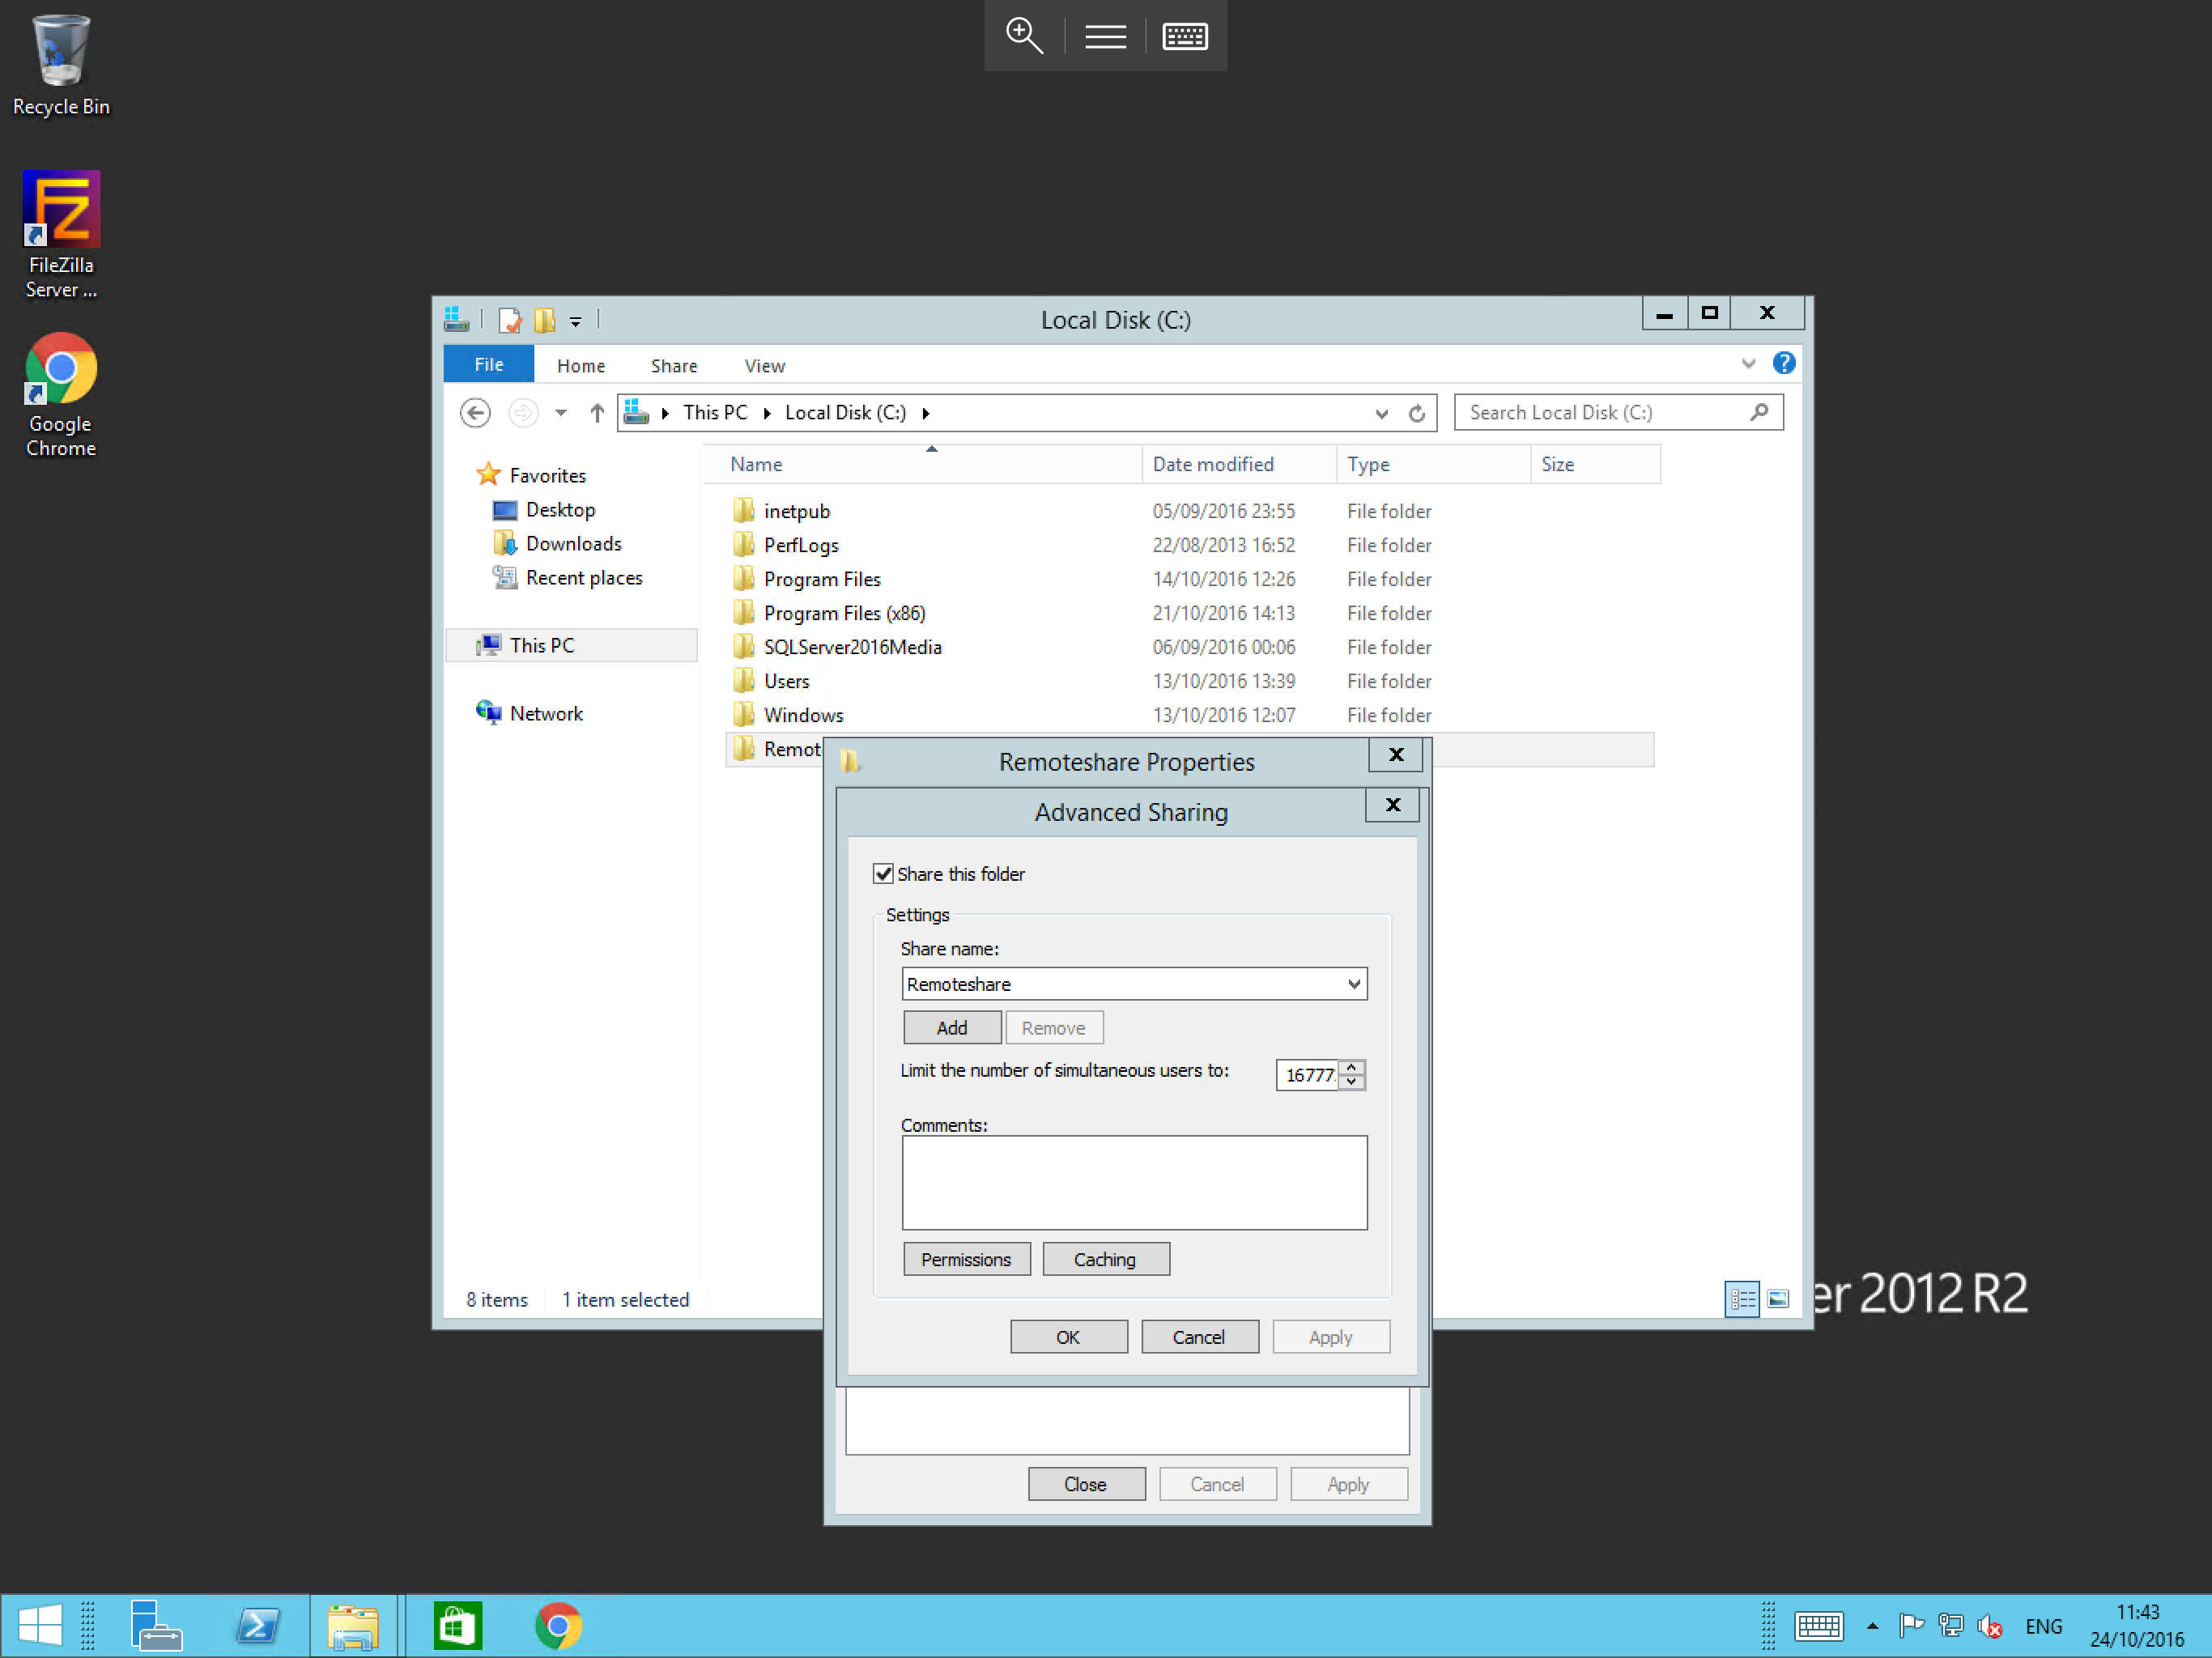 Recycle Bin
FileZilla
Server ...
Google
Chrome
Local Disk (C:)
File
Home
Share
View
This PC
Local Disk (C:)
Search Local Disk (C:)
Name
Date modified
Type
Size
Favorites
Desktop
Downloads
Recent places
This PC
Network
inetpub 05/09/2016 23:55 File folder
PerfLogs 22/08/2013 16:52 File folder
Program Files 14/10/2016 12:26 File folder
Program Files (x86) 21/10/2016 14:13 File folder
SQLServer2016Media 06/09/2016 00:06 File folder
Users 13/10/2016 13:39 File folder
Windows 13/10/2016 12:07 File folder
Remot
Remoteshare Properties
Advanced Sharing
Share this folder
Settings
Share name:
Remoteshare
Add
Remove
Limit the number of simultaneous users to:
16777
Comments:
Permissions
Caching
OK
Cancel
Apply
Close
Cancel
Apply
8 items
1 item selected
er 2012 R2
ENG
11:43
24/10/2016